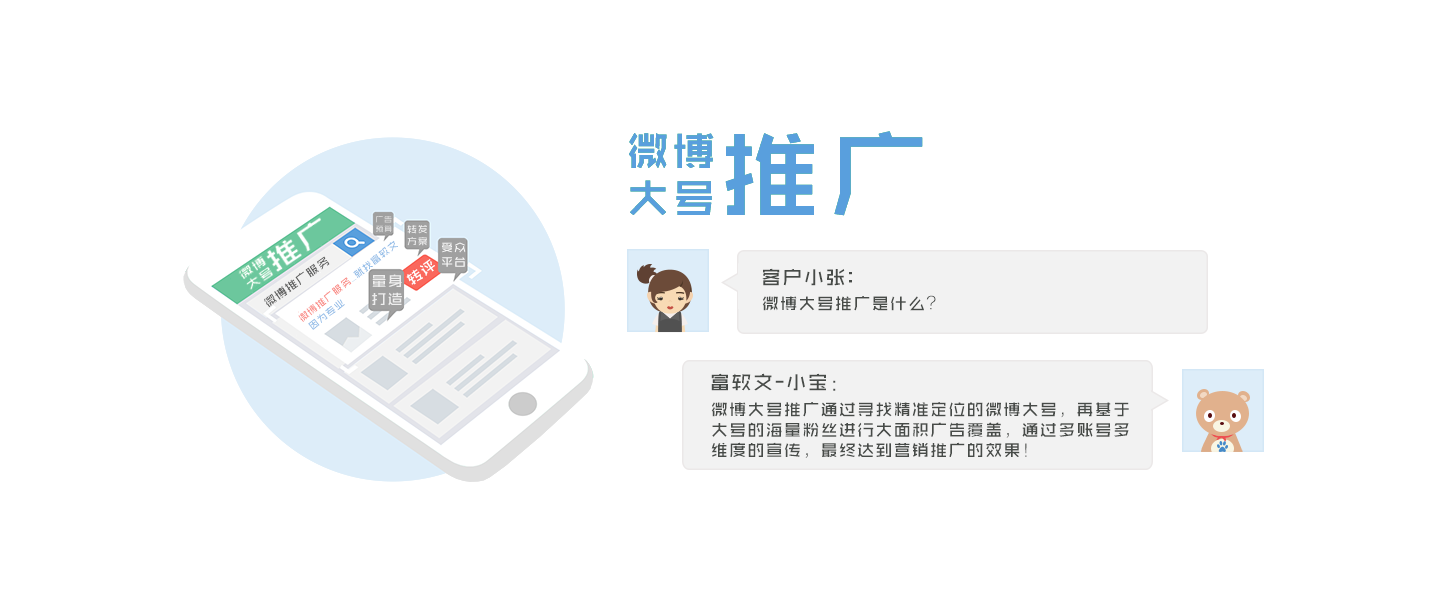 微博
大号
推广
客户小张：
微博大号推广是什么？
富软文-小宝：
微博大号推广通过寻找精准定位的微博大号，再基于
大号的海量粉丝进行大面积广告覆盖，通过多账号多
维度的宣传，最终达到营销推广的效果！
微博
大号
推广
微博推广服务
微博推广服务 就找富软文
因为专业
广告
转发
方案
受众
平台
转评
量身
打造